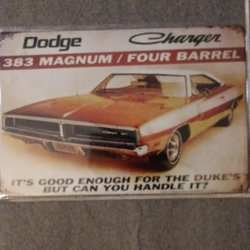 Dodge Charger
383 MAGNUM / FOUR BARREL
IT'S GOOD ENOUGH FOR THE DUKE'S
BUT CAN YOU HANDLE IT?